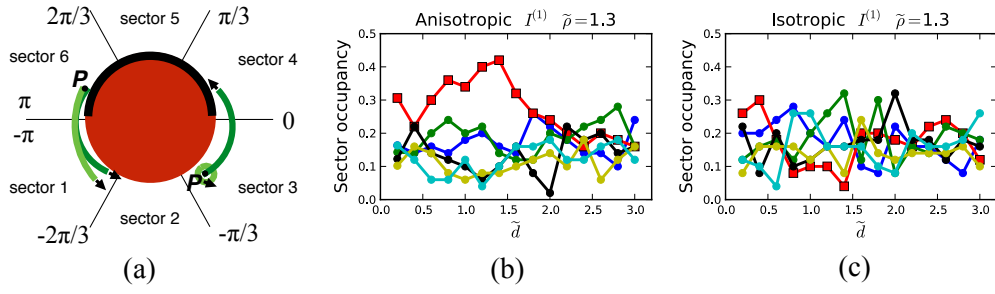 2π/3
sector 5
π/3
sector 6
sector 4
P
π
-π
0
sector 1
P
sector 3
sector 2
-2π/3
-π/3
(a)
Anisotropic I⁽¹⁾ ρ̃=1.3
Sector occupancy
0.5
0.4
0.3
0.2
0.1
0.0
0.0 0.5 1.0 1.5 2.0 2.5 3.0
d̃
(b)
Isotropic I⁽¹⁾ ρ̃=1.3
Sector occupancy
0.5
0.4
0.3
0.2
0.1
0.0
0.0 0.5 1.0 1.5 2.0 2.5 3.0
d̃
(c)